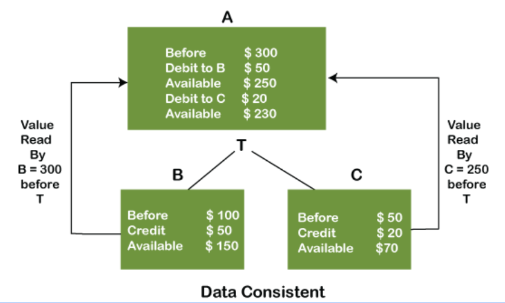 A
Before $ 300
Debit to B $ 50
Available $ 250
Debit to C $ 20
Available $ 230
Value
Read
By
B = 300
before
T
Value
Read
By
C = 250
before
T
T
B
Before $ 100
Credit $ 50
Available $ 150
C
Before $ 50
Credit $ 20
Available $70
Data Consistent